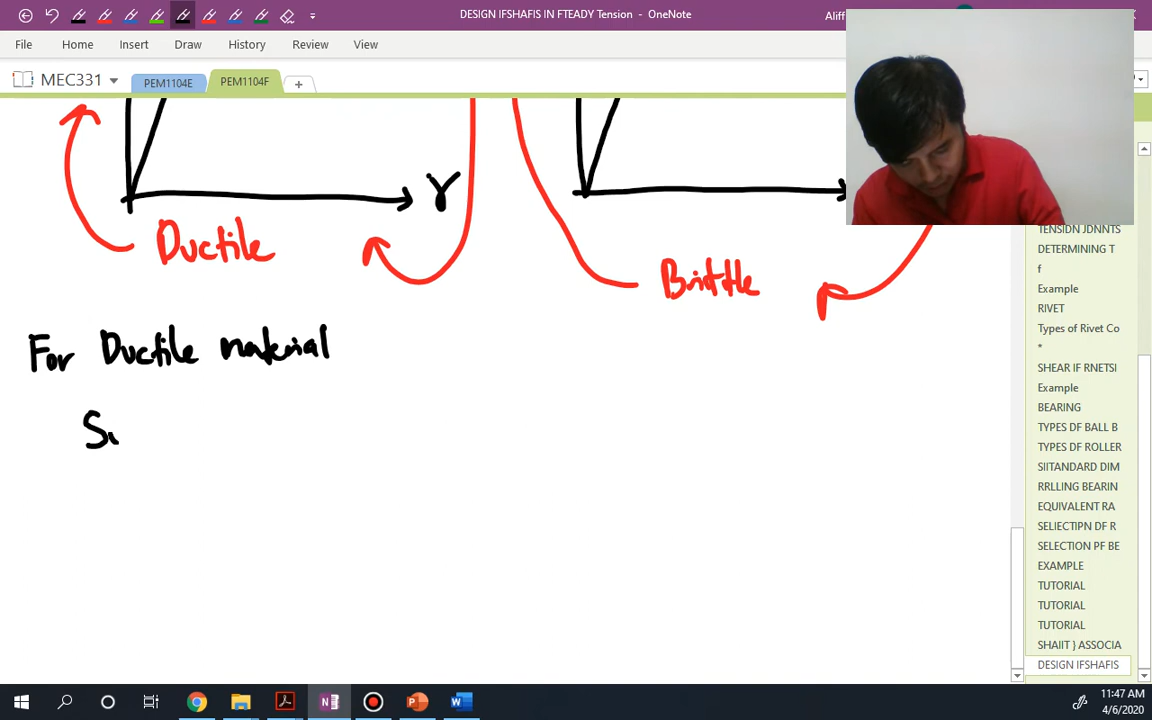 DESIGN IFSHAFIS IN FTEADY Tension - OneNote
Aliff
File Home Insert Draw History Review View
MEC331 PEM1104E PEM1104F
γ
Ductile
Brittle
For Ductile material
TENSIDN JDNNTS
DETERMINING T
f
Example
RIVET
Types of Rivet Co
*
SHEAR IF RNETSI
Example
BEARING
TYPES DF BALL B
TYPES DF ROLLER
SIITANDARD DIM
RRLLING BEARIN
EQUIVALENT RA
SELIECTIPN DF R
SELECTION PF BE
EXAMPLE
TUTORIAL
TUTORIAL
TUTORIAL
SHAIIT } ASSOCIA
DESIGN IFSHAFIS
11:47 AM
4/6/2020